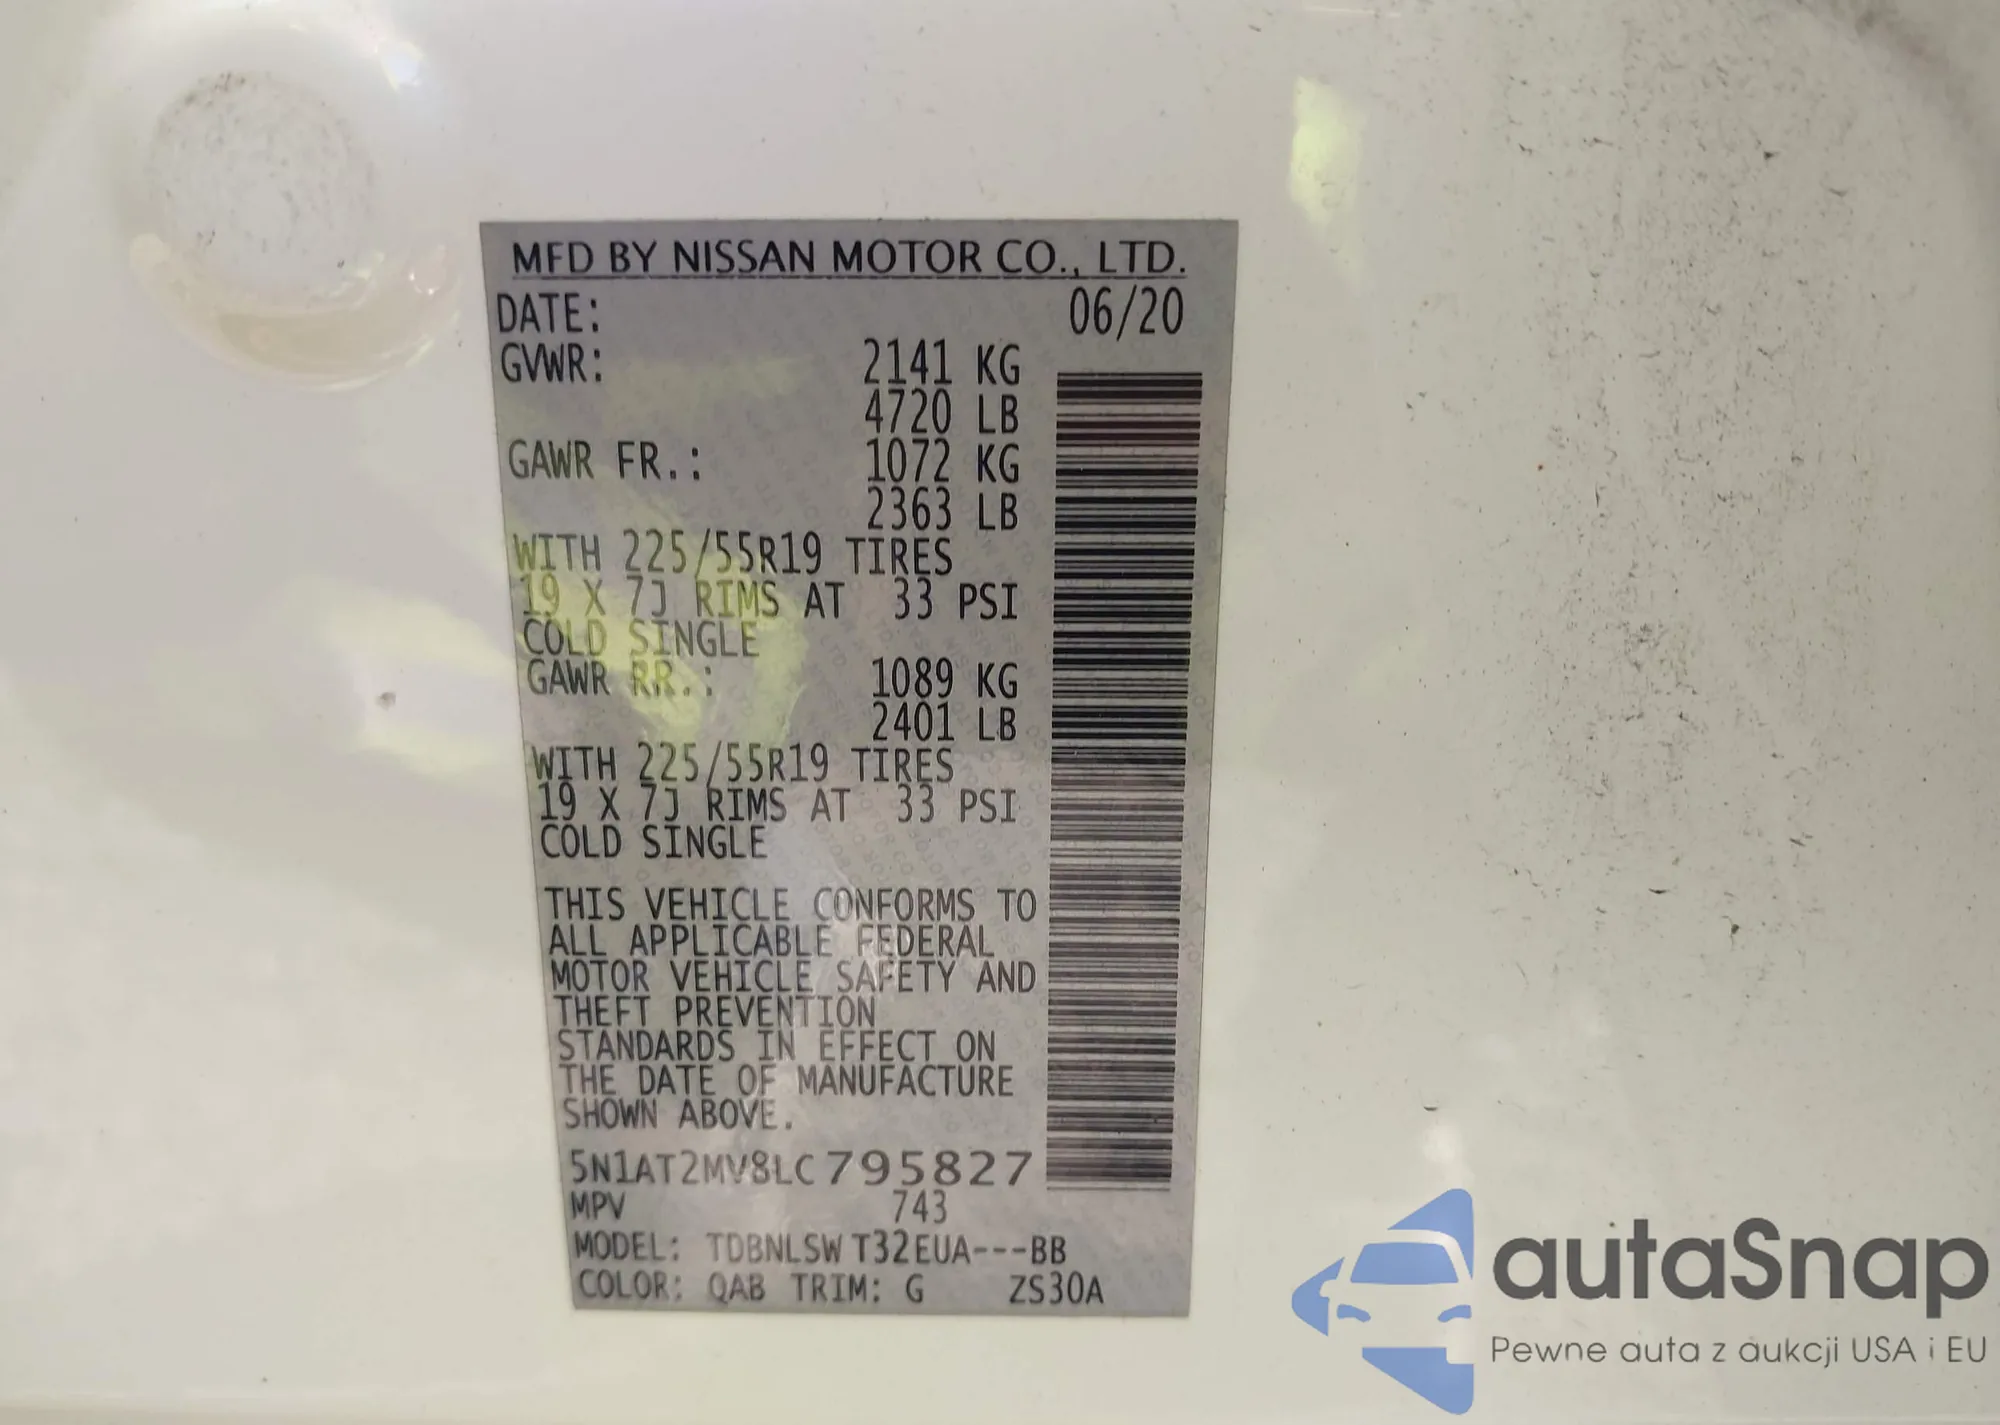 MFD BY NISSAN MOTOR CO., LTD.
DATE: 06/20
GVWR: 2141 KG
4720 LB
GAWR FR.: 1072 KG
2363 LB
WITH 225/55R19 TIRES
19 X 7J RIMS AT 33 PSI
COLD SINGLE
GAWR RR.: 1089 KG
2401 LB
WITH 225/55R19 TIRES
19 X 7J RIMS AT 33 PSI
COLD SINGLE
THIS VEHICLE CONFORMS TO
ALL APPLICABLE FEDERAL
MOTOR VEHICLE SAFETY AND
THEFT PREVENTION
STANDARDS IN EFFECT ON
THE DATE OF MANUFACTURE
SHOWN ABOVE.
5N1AT2MV8LC795827
MPV 743
MODEL: TDBNLSW T32EUA---BB
COLOR: QAB TRIM: G ZS30A
autaSnap
Pewne auta z aukcji USA i EU